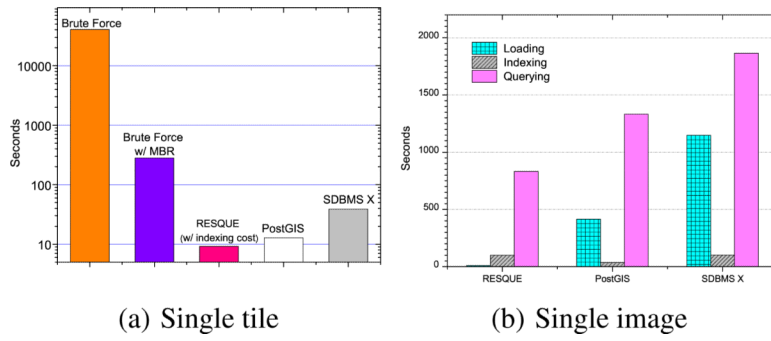 Brute Force
10000
1000
100
10
Seconds
Brute Force
w/ MBR
RESQUE
(w/ indexing cost)
PostGIS
SDBMS X
(a) Single tile
2000
1500
1000
500
0
Seconds
Loading
Indexing
Querying
RESQUE
PostGIS
SDBMS X
(b) Single image